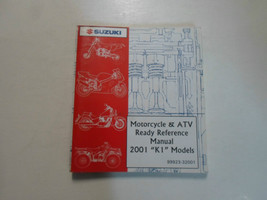 SUZUKI
Motorcycle & ATV
Ready Reference
Manual
2001 "K1" Models